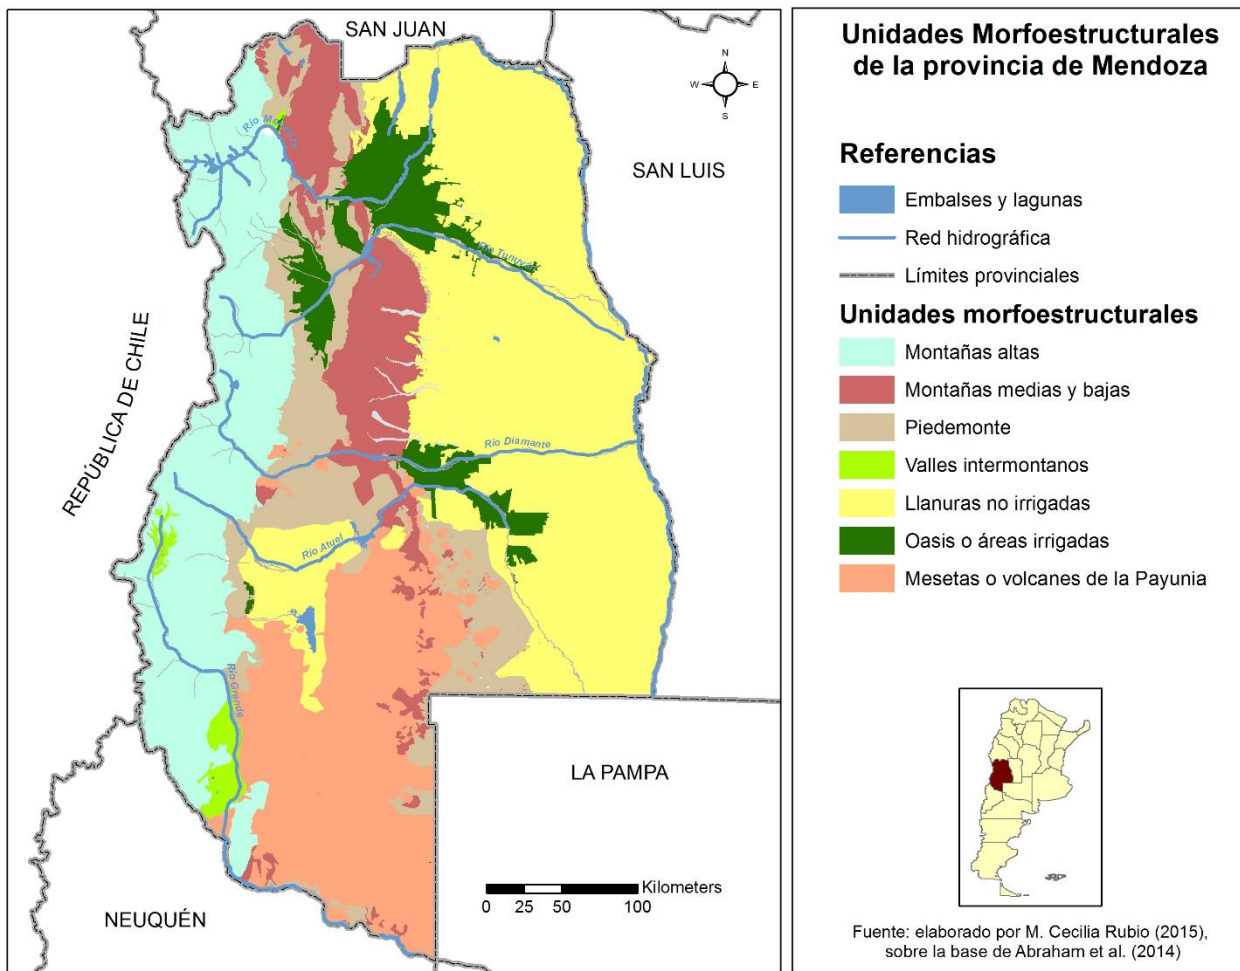 SAN JUAN
N
W E
S
Río Mendoza
SAN LUIS
Río Tunuyán
REPÚBLICA DE CHILE
Río Diamante
Río Atuel
Río Grande
LA PAMPA
Kilometers
0 25 50 100
NEUQUÉN
Unidades Morfoestructurales
de la provincia de Mendoza
Referencias
Embalses y lagunas
Red hidrográfica
Límites provinciales
Unidades morfoestructurales
Montañas altas
Montañas medias y bajas
Piedemonte
Valles intermontanos
Llanuras no irrigadas
Oasis o áreas irrigadas
Mesetas o volcanes de la Payunia
Fuente: elaborado por M. Cecilia Rubio (2015),
sobre la base de Abraham et al. (2014)